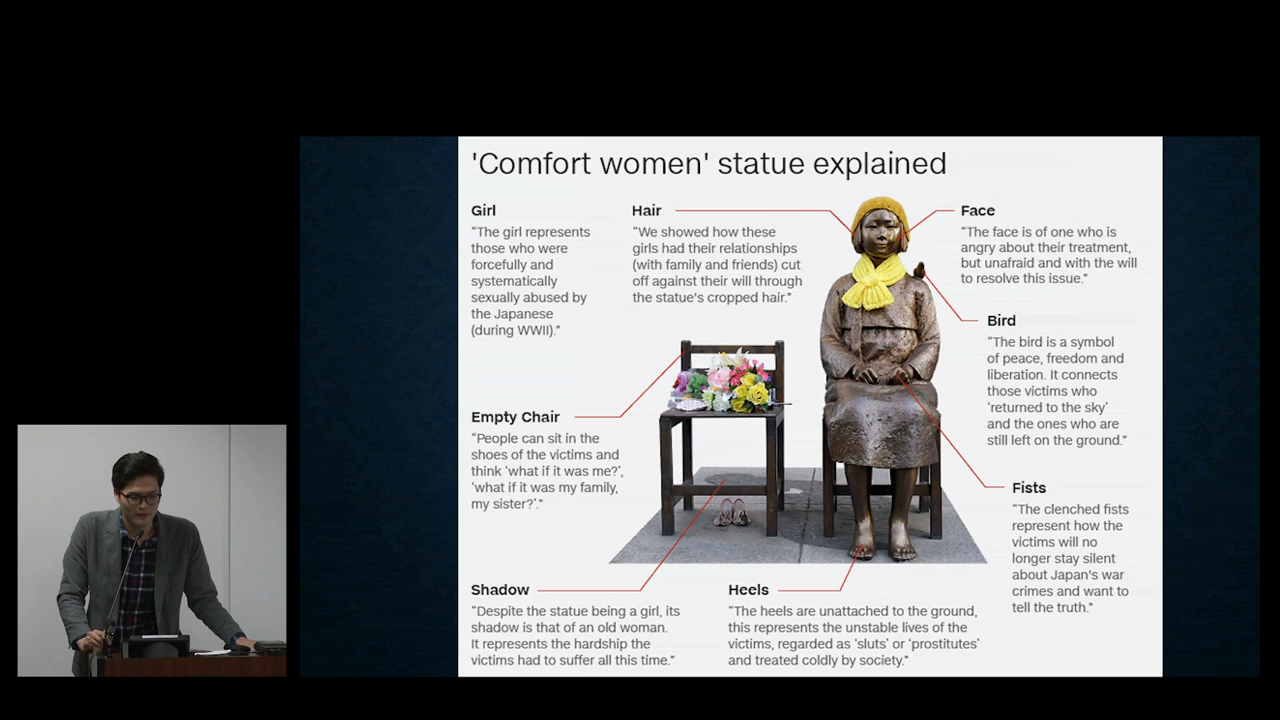 'Comfort women' statue explained
Girl
“The girl represents
those who were
forcefully and
systematically
sexually abused by
the Japanese
(during WWII).”
Hair
“We showed how these
girls had their relationships
(with family and friends) cut
off against their will through
the statue's cropped hair.”
Face
“The face is of one who is
angry about their treatment,
but unafraid and with the will
to resolve this issue.”
Bird
“The bird is a symbol
of peace, freedom and
liberation. It connects
those victims who
‘returned to the sky’
and the ones who are
still left on the ground.”
Empty Chair
“People can sit in the
shoes of the victims and
think ‘what if it was me?’,
‘what if it was my family,
my sister?’.”
Fists
“The clenched fists
represent how the
victims will no
longer stay silent
about Japan's war
crimes and want to
tell the truth.”
Shadow
“Despite the statue being a girl, its
shadow is that of an old woman.
It represents the hardship the
victims had to suffer all this time.”
Heels
“The heels are unattached to the ground,
this represents the unstable lives of the
victims, regarded as ‘sluts’ or ‘prostitutes’
and treated coldly by society.”